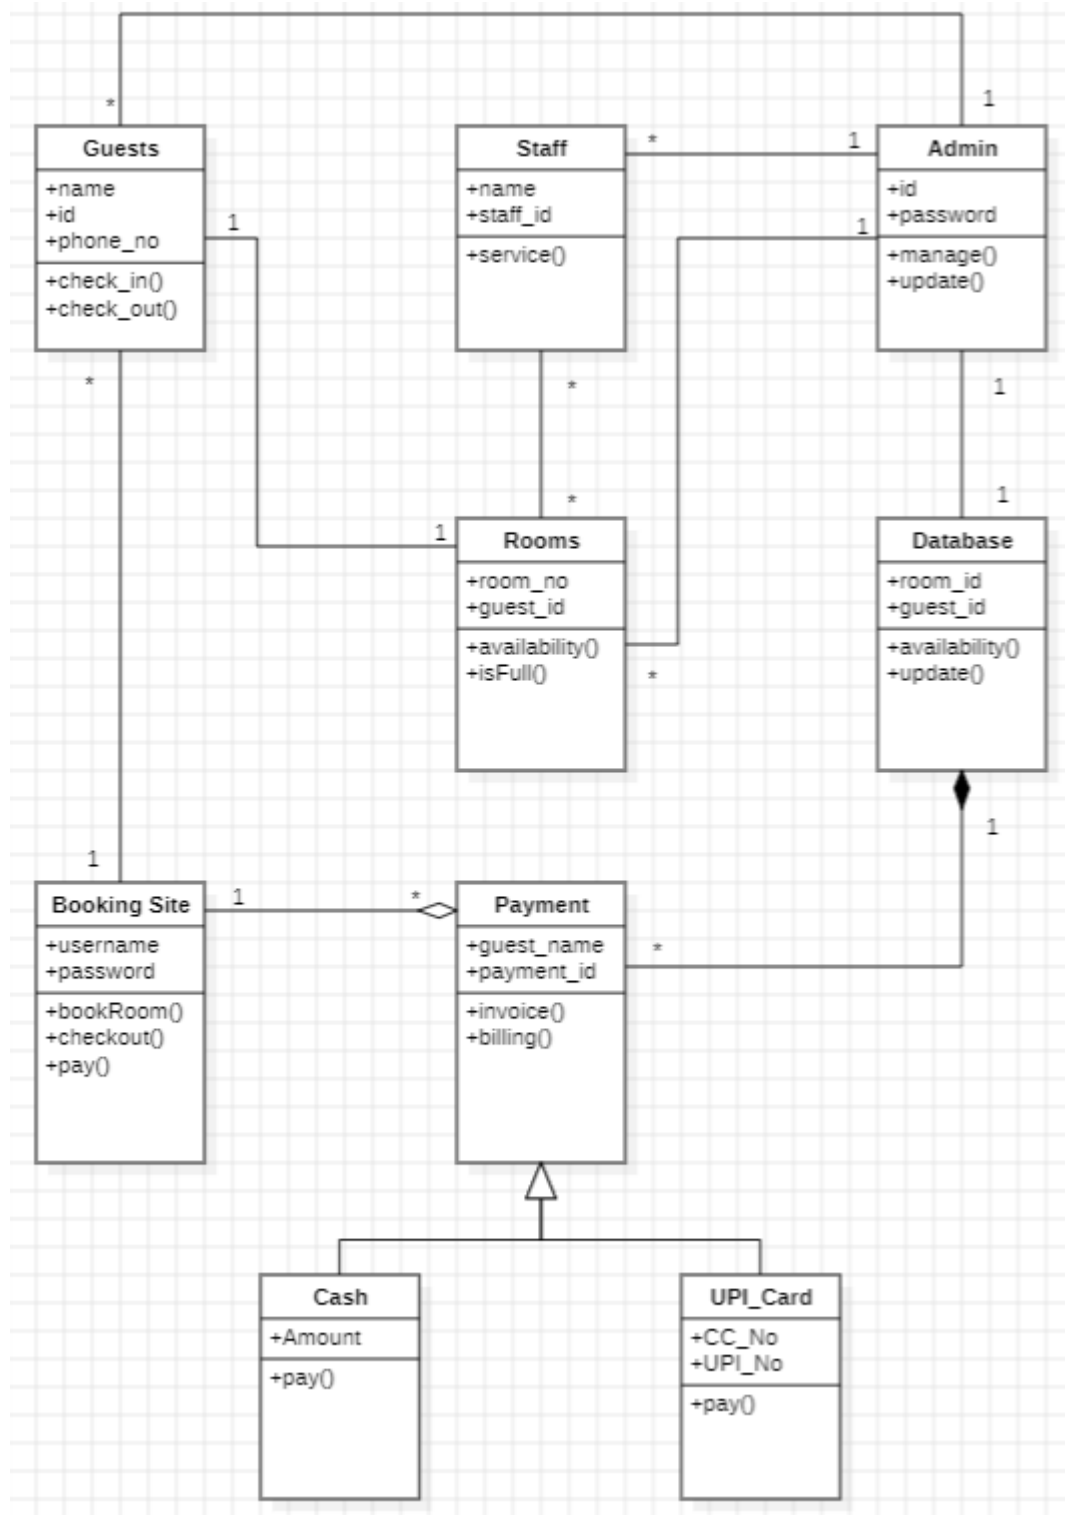 *
1
Guests
+name
+id
+phone_no
+check_in()
+check_out()
1
*
Staff
+name
+staff_id
+service()
*
1
*
Admin
+id
+password
+manage()
+update()
1
1
1
*
1
Rooms
+room_no
+guest_id
+availability()
+isFull()
*
Database
+room_id
+guest_id
+availability()
+update()
1
1
Booking Site
+username
+password
+bookRoom()
+checkout()
+pay()
1
*
Payment
+guest_name
+payment_id
+invoice()
+billing()
*
Cash
+Amount
+pay()
UPI_Card
+CC_No
+UPI_No
+pay()